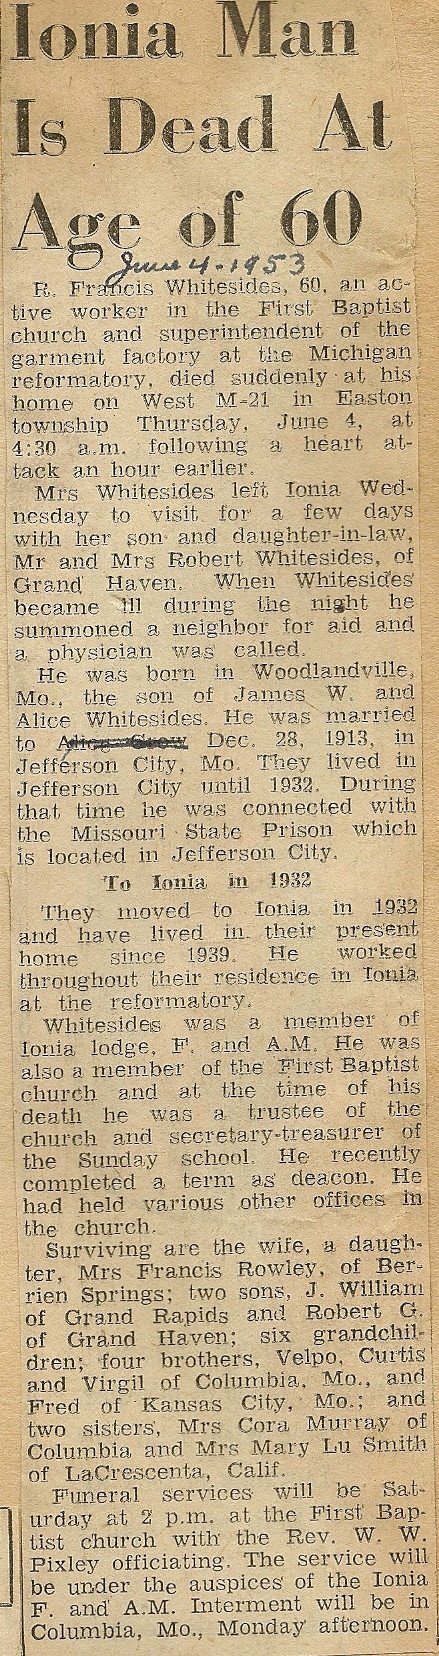 Ionia Man
Is Dead At
Age of 60
June 4-1953
R. Francis Whitesides, 60, an ac-
tive worker in the First Baptist
church and superintendent of the
garment factory at the Michigan
reformatory, died suddenly at his
home on West M-21 in Easton
township Thursday, June 4, at
4:30 a.m. following a heart at-
tack an hour earlier.
Mrs Whitesides left Ionia Wed-
nesday to visit for a few days
with her son and daughter-in-law,
Mr and Mrs Robert Whitesides, of
Grand Haven. When Whitesides
became ill during the night he
summoned a neighbor for aid and
a physician was called.
He was born in Woodlandville,
Mo., the son of James W. and
Alice Whitesides. He was married
to Alice Crow Dec. 28, 1913, in
Jefferson City, Mo. They lived in
Jefferson City until 1932. During
that time he was connected with
the Missouri State Prison which
is located in Jefferson City.
To Ionia in 1932
They moved to Ionia in 1932
and have lived in their present
home since 1939. He worked
throughout their residence in Ionia
at the reformatory.
Whitesides was a member of
Ionia lodge, F. and A.M. He was
also a member of the First Baptist
church and at the time of his
death he was a trustee of the
church and secretary-treasurer of
the Sunday school. He recently
completed a term as deacon. He
had held various other offices in
the church.
Surviving are the wife, a daugh-
ter, Mrs Francis Rowley, of Ber-
rien Springs; two sons, J. William
of Grand Rapids and Robert G.
of Grand Haven; six grandchil-
dren; four brothers, Velpo, Curtis
and Virgil of Columbia, Mo., and
Fred of Kansas City, Mo.; and
two sisters, Mrs Cora Murray of
Columbia and Mrs Mary Lu Smith
of LaCrescenta, Calif.
Funeral services will be Sat-
urday at 2 p.m. at the First Bap-
tist church with the Rev. W. W.
Pixley officiating. The service will
be under the auspices of the Ionia
F. and A.M. Interment will be in
Columbia, Mo., Monday afternoon.